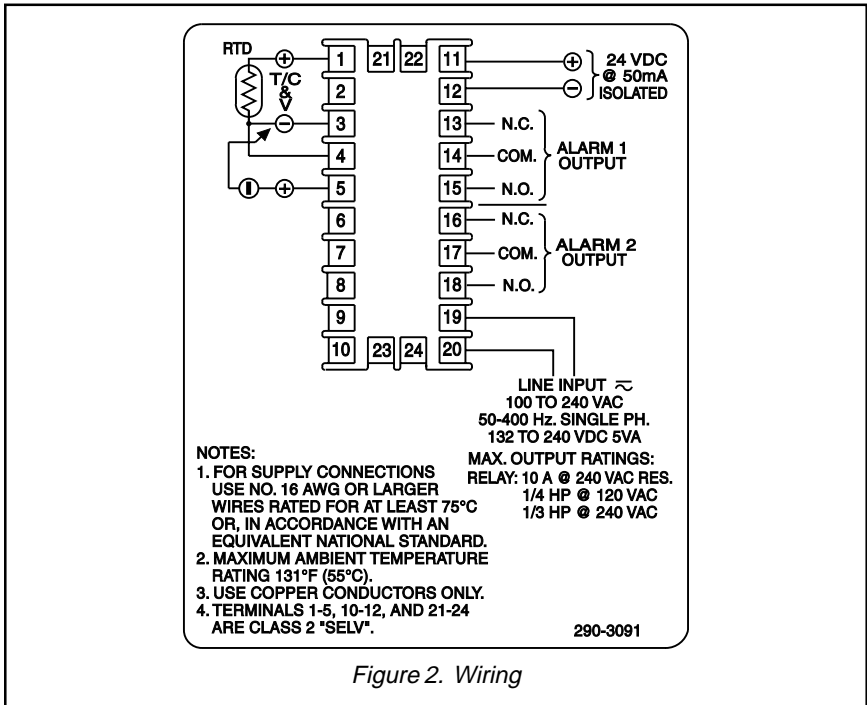 RTD
+
T/C
&
V
−
I
+
1
2
3
4
5
6
7
8
9
10
21 22
23 24
11
12
13
14
15
16
17
18
19
20
+
−
24 VDC
@ 50mA
ISOLATED
N.C.
COM.
N.O.
ALARM 1
OUTPUT
N.C.
COM.
N.O.
ALARM 2
OUTPUT
LINE INPUT ⏦
100 TO 240 VAC
50-400 Hz. SINGLE PH.
132 TO 240 VDC 5VA
MAX. OUTPUT RATINGS:
RELAY: 10 A @ 240 VAC RES.
1/4 HP @ 120 VAC
1/3 HP @ 240 VAC
NOTES:
1. FOR SUPPLY CONNECTIONS
USE NO. 16 AWG OR LARGER
WIRES RATED FOR AT LEAST 75°C
OR, IN ACCORDANCE WITH AN
EQUIVALENT NATIONAL STANDARD.
2. MAXIMUM AMBIENT TEMPERATURE
RATING 131°F (55°C).
3. USE COPPER CONDUCTORS ONLY.
4. TERMINALS 1-5, 10-12, AND 21-24
ARE CLASS 2 "SELV".
290-3091
Figure 2. Wiring